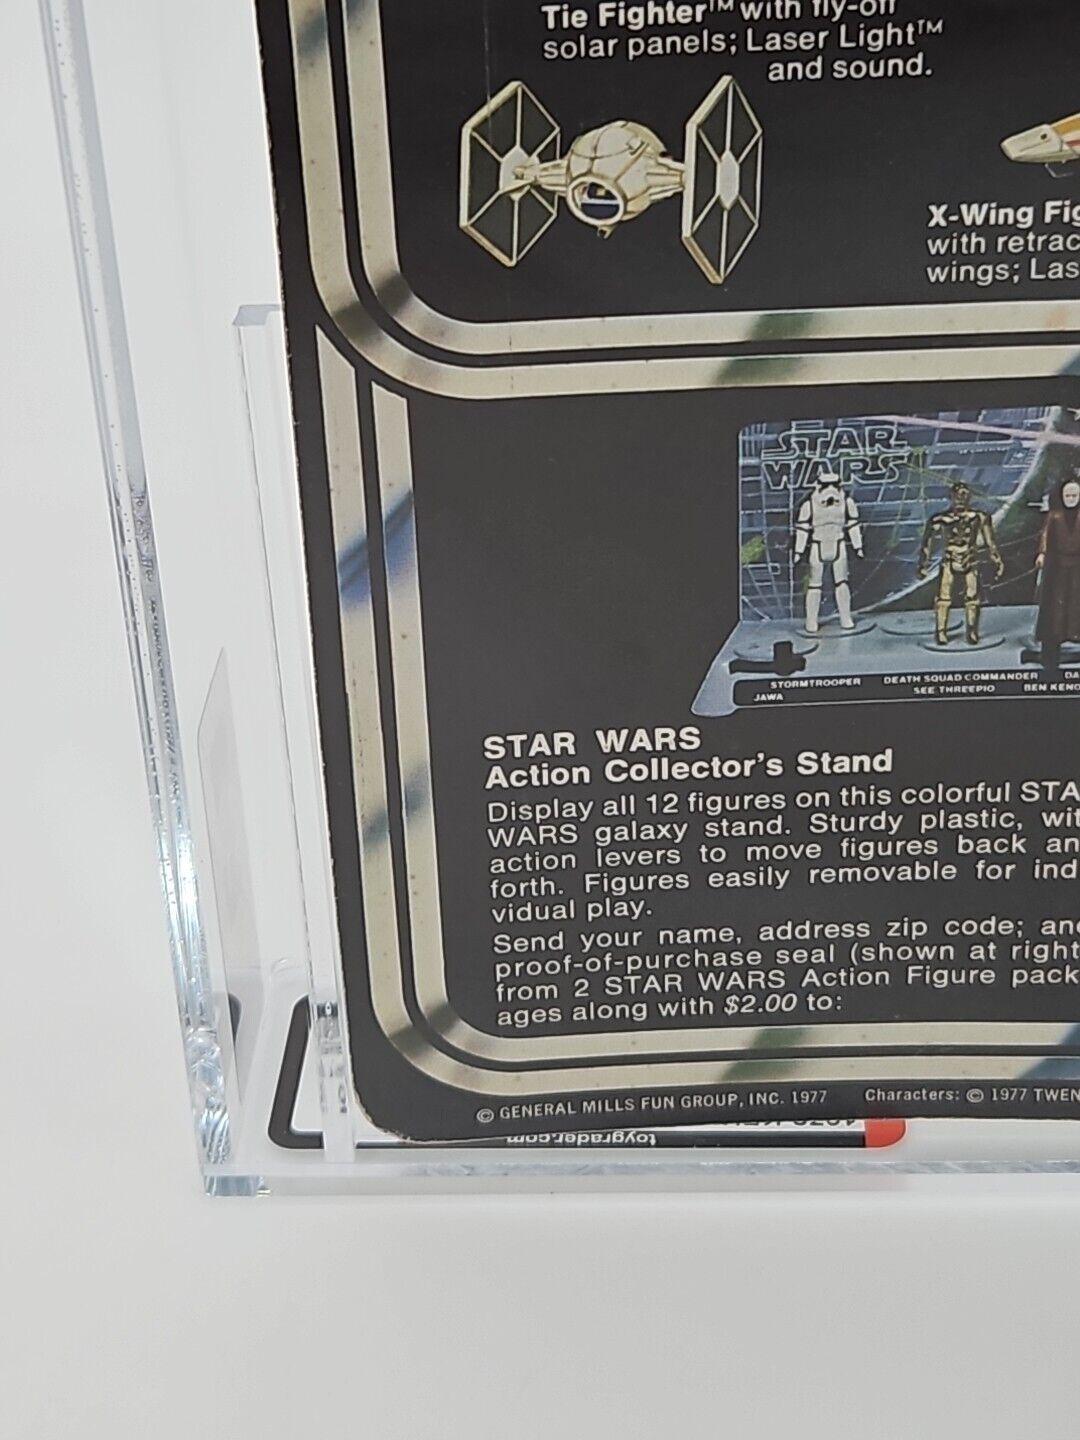 Tie Fighter™ with fly-off
solar panels; Laser Light™
and sound.
X-Wing Fig
with retrac
wings; Las
STAR
WARS
STORMTROOPER
DEATH SQUAD COMMANDER
DA
JAWA
SEE THREEPIO
BEN KENO
STAR WARS
Action Collector's Stand
Display all 12 figures on this colorful STA
WARS galaxy stand. Sturdy plastic, wit
action levers to move figures back an
forth. Figures easily removable for ind
vidual play.
Send your name, address zip code; and
proof-of-purchase seal (shown at right
from 2 STAR WARS Action Figure pack
ages along with $2.00 to:
© GENERAL MILLS FUN GROUP, INC. 1977
Characters: © 1977 TWEN
toygrader.com